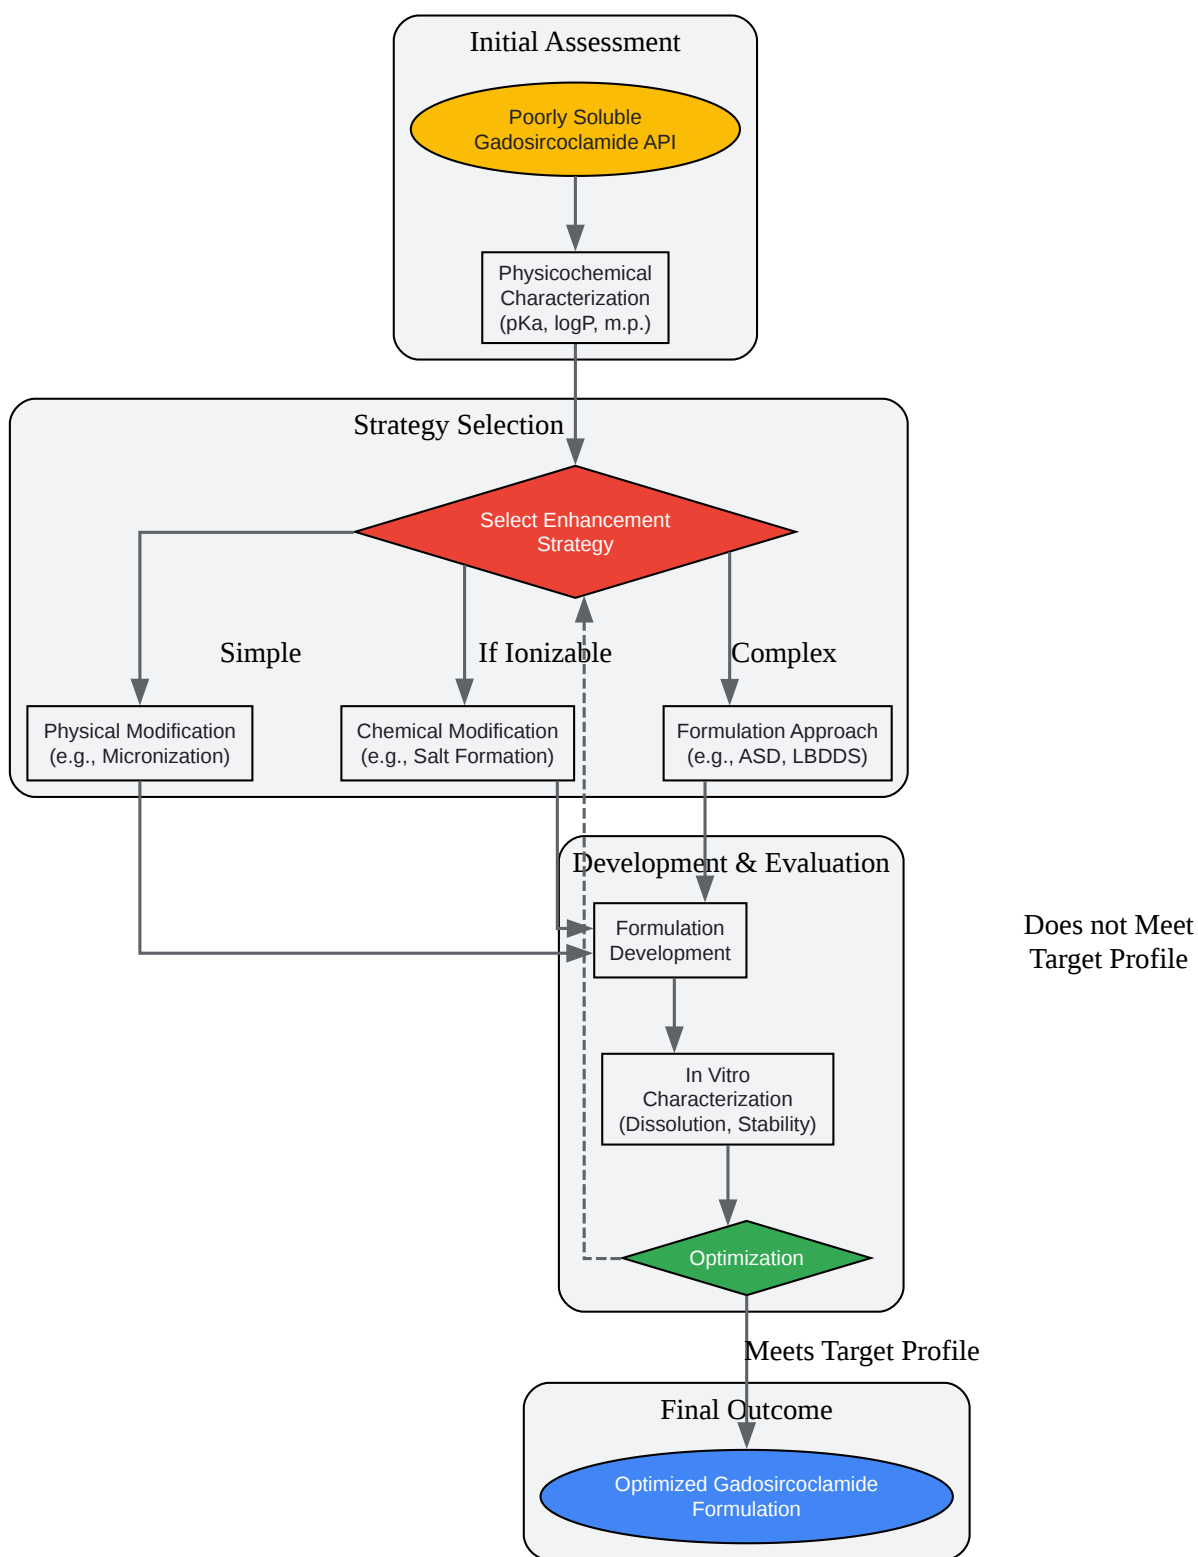 Initial Assessment
Poorly Soluble
Gadosircoclamide API
Physicochemical
Characterization
(pKa, logP, m.p.)
Strategy Selection
Select Enhancement
Strategy
Simple
If Ionizable
Complex
Physical Modification
(e.g., Micronization)
Chemical Modification
(e.g., Salt Formation)
Formulation Approach
(e.g., ASD, LBDDS)
Development & Evaluation
Formulation
Development
Does not Meet
Target Profile
In Vitro
Characterization
(Dissolution, Stability)
Optimization
Meets Target Profile
Final Outcome
Optimized Gadosircoclamide
Formulation